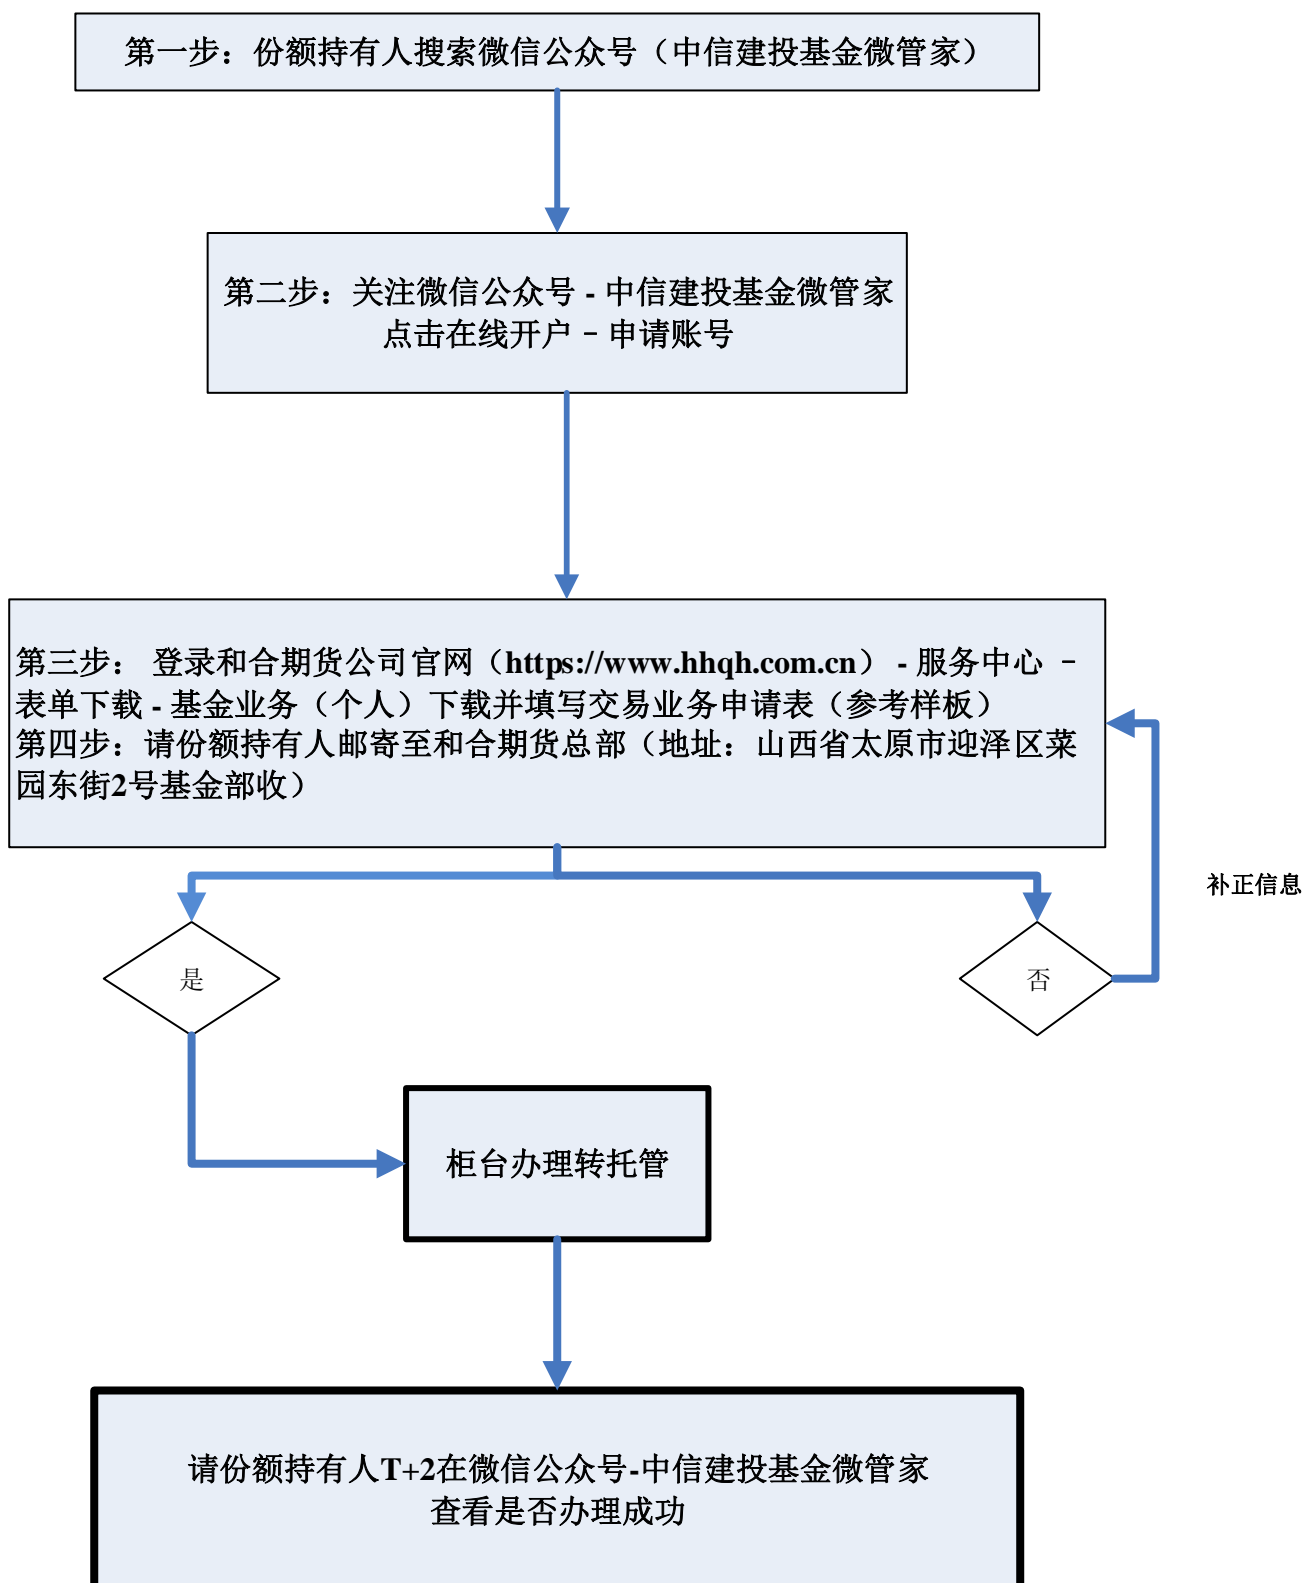 第一步：份额持有人搜索微信公众号（中信建投基金微管家）
第二步：关注微信公众号 - 中信建投基金微管家
点击在线开户 – 申请账号
第三步： 登录和合期货公司官网（https://www.hhqh.com.cn） - 服务中心 –
表单下载 - 基金业务（个人）下载并填写交易业务申请表（参考样板）
第四步：请份额持有人邮寄至和合期货总部（地址：山西省太原市迎泽区菜
园东街2号基金部收）
补正信息
是
否
柜台办理转托管
请份额持有人T+2在微信公众号-中信建投基金微管家
查看是否办理成功